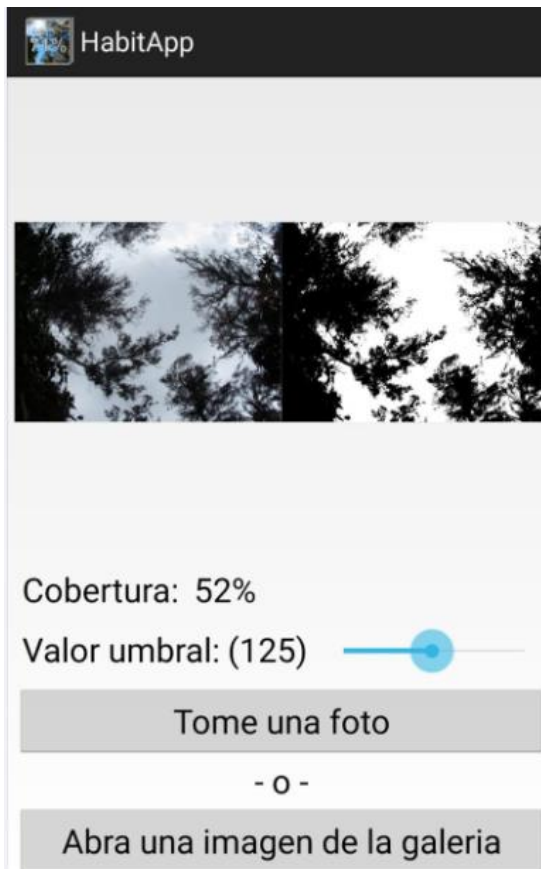 HabitApp
Cobertura: 52%
Valor umbral: (125)
Tome una foto
- o -
Abra una imagen de la galeria